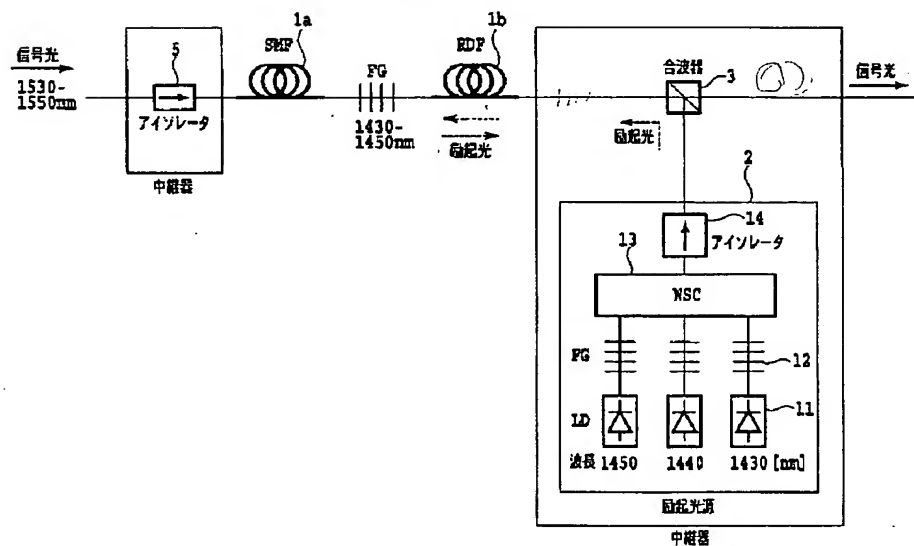 信号光
1530-
1550nm
5
アイソレータ
中継器
1a
SMF
FG
1430-
1450nm
1b
RDF
励起光
合波器
3
励起光
信号光
2
14
アイソレータ
13
WSC
FG
12
LD
11
波長 1450 1440 1430 [nm]
励起光源
中継器